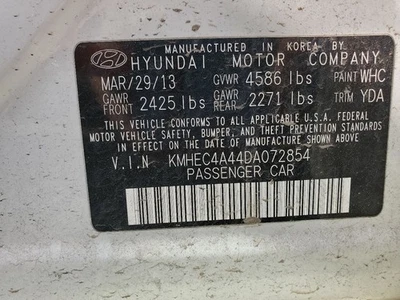 MANUFACTURED IN KOREA BY
HYUNDAI MOTOR COMPANY
MAR/29/13 GVWR 4586 lbs PAINT WHC
GAWR FRONT 2425 lbs GAWR REAR 2271 lbs TRIM YDA
THIS VEHICLE CONFORMS TO ALL APPLICABLE U.S.A. FEDERAL
MOTOR VEHICLE SAFETY, BUMPER, AND THEFT PREVENTION STANDARDS
IN EFFECT ON THE DATE OF MANUFACTURE SHOWN ABOVE.
V.I.N KMHEC4A44DA072854
PASSENGER CAR